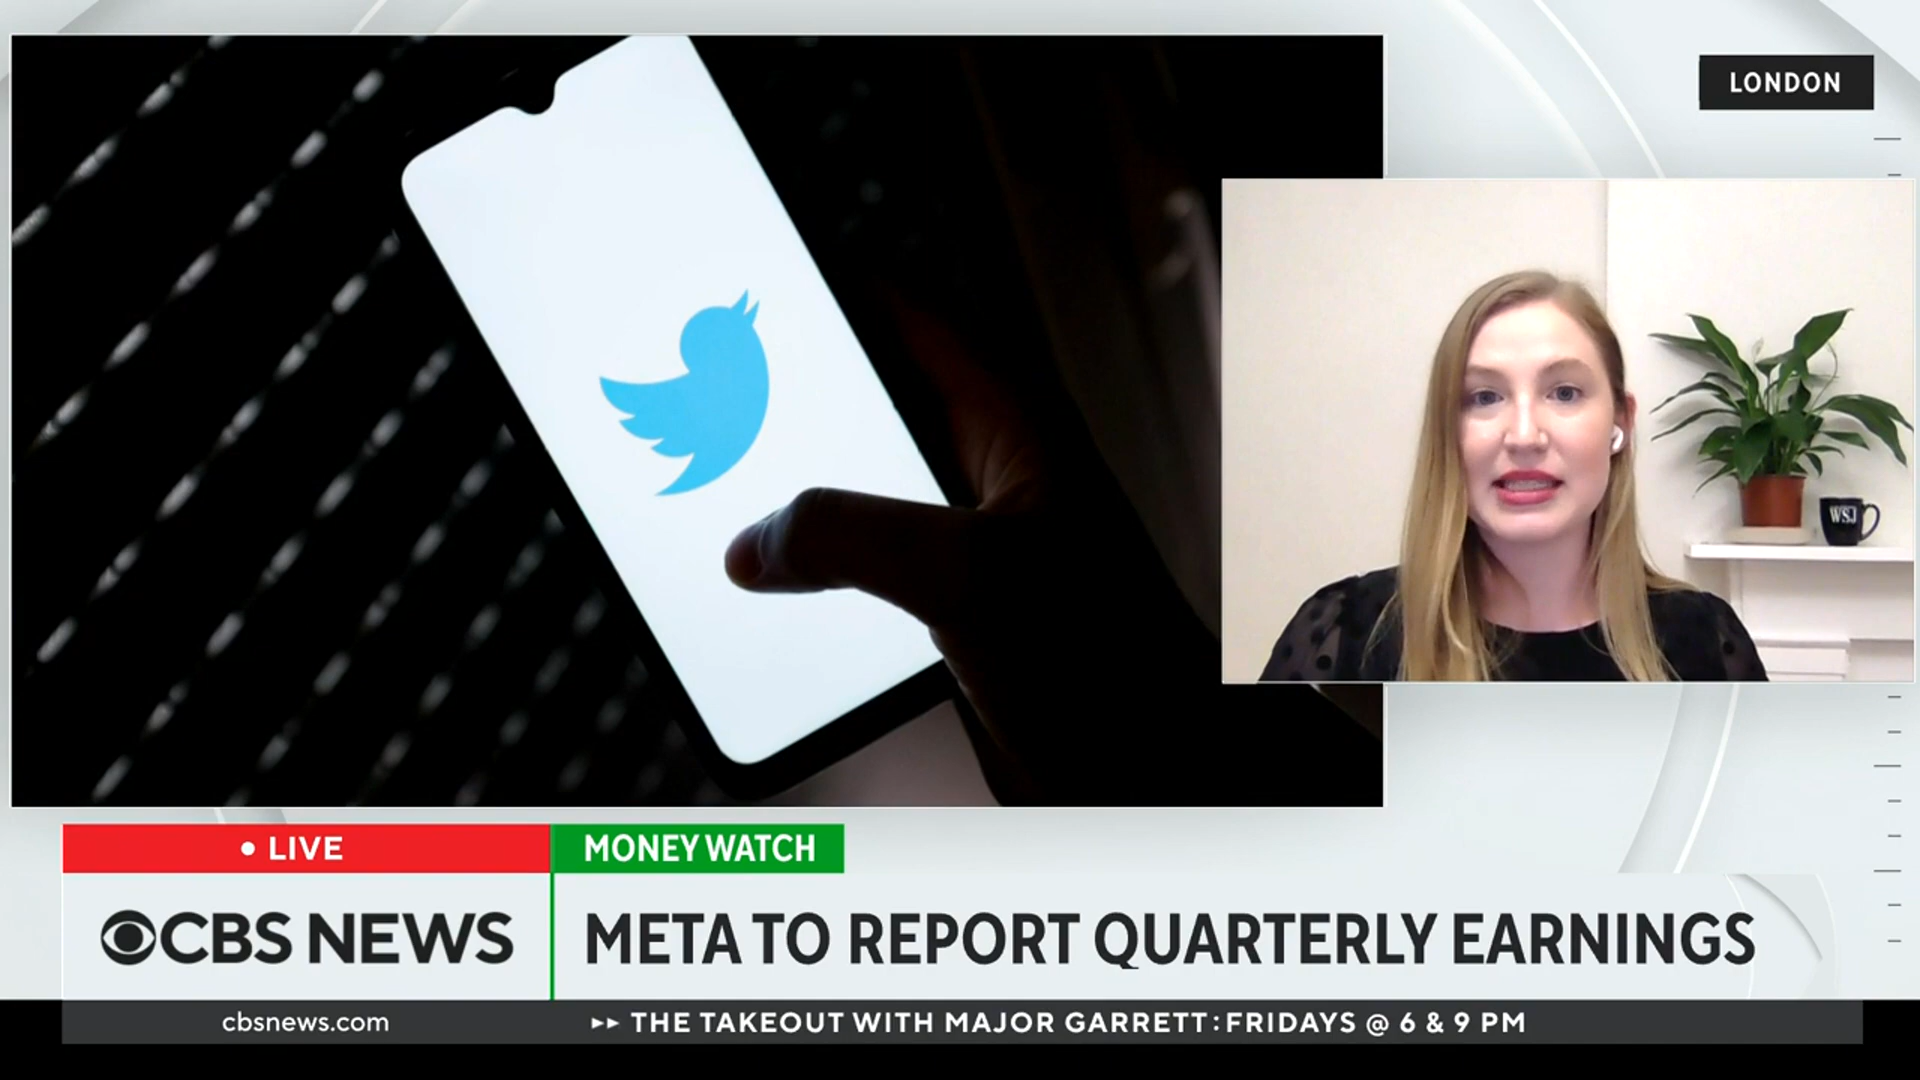 LONDON
WSJ
LIVE
MONEY WATCH
CBS NEWS
META TO REPORT QUARTERLY EARNINGS
cbsnews.com
THE TAKEOUT WITH MAJOR GARRETT: FRIDAYS @ 6 & 9 PM